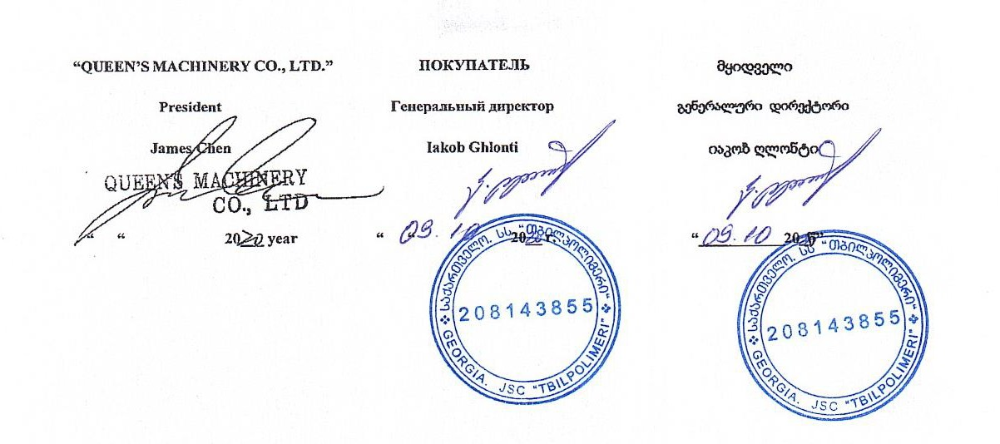 “QUEEN’S MACHINERY CO., LTD.”
President
James Chen
QUEEN'S MACHINERY
CO., LTD
“ “ 2020 year
ПОКУПАТЕЛЬ
Генеральный директор
Iakob Ghlonti
“ 09.10 2020 г.
საქართველო. სს “თბილპოლიმერი”
208143855
GEORGIA. JSC "TBILPOLIMERI"
მყიდველი
გენერალური დირექტორი
იაკობ ღლონტი
“ 09.10 20
საქართველო. სს “თბილპოლიმერი”
208143855
GEORGIA. JSC "TBILPOLIMERI"